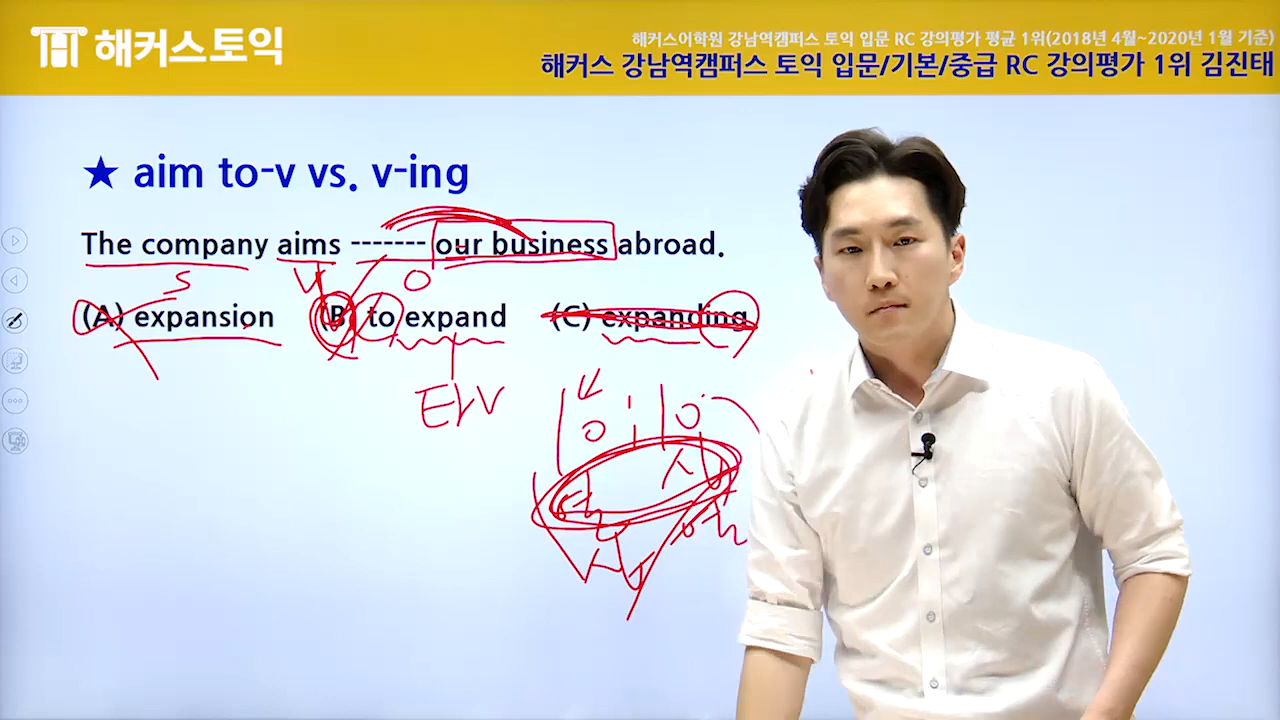 해커스토익
해커스어학원 강남역캠퍼스 토익 입문 RC 강의평가 평균 1위(2018년 4월~2020년 1월 기준)
해커스 강남역캠퍼스 토익 입문/기본/중급 RC 강의평가 1위 김진태
★ aim to-v vs. v-ing
The company aims ------- our business abroad.
S V O
(A) expansion (B) to expand (C) expanding
타V